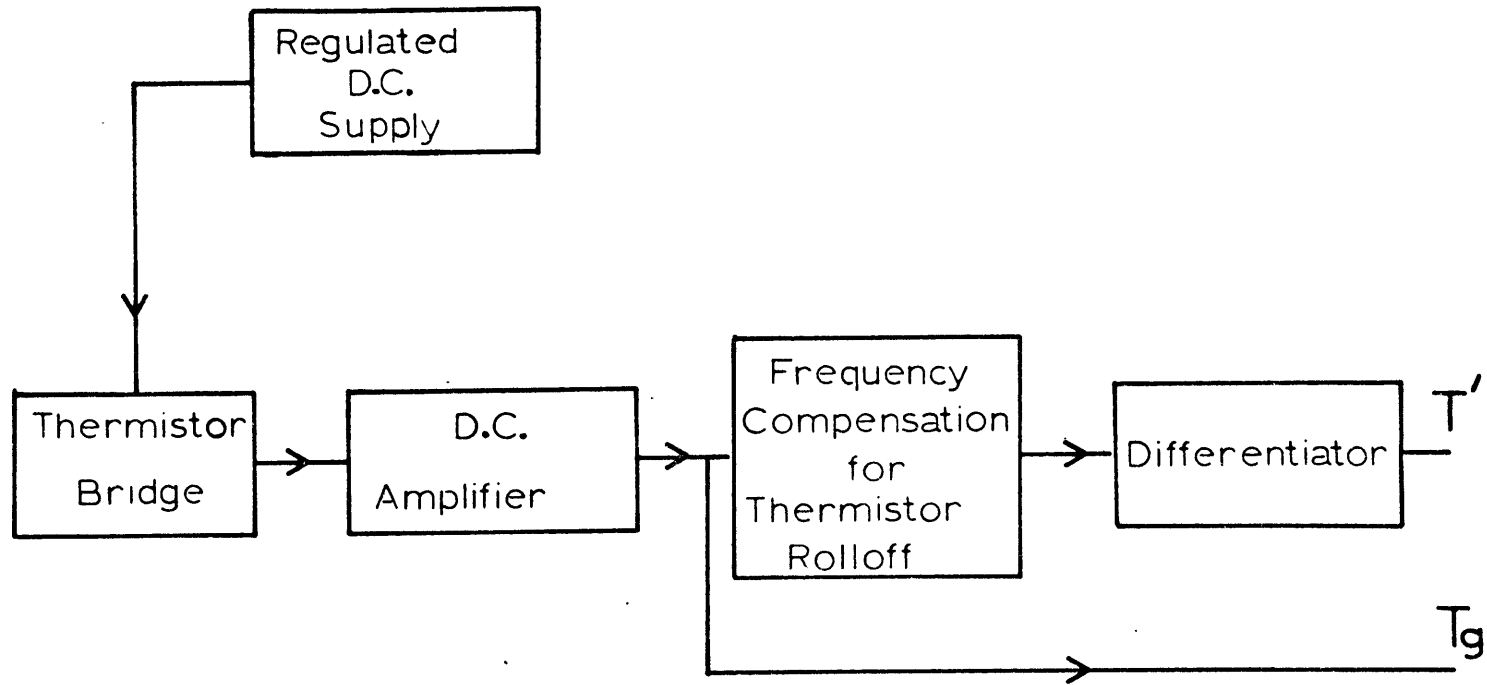 Regulated
D.C.
Supply
Thermistor
Bridge
D.C.
Amplifier
Frequency
Compensation
for
Thermistor
Rolloff
Differentiator
T'
Tg